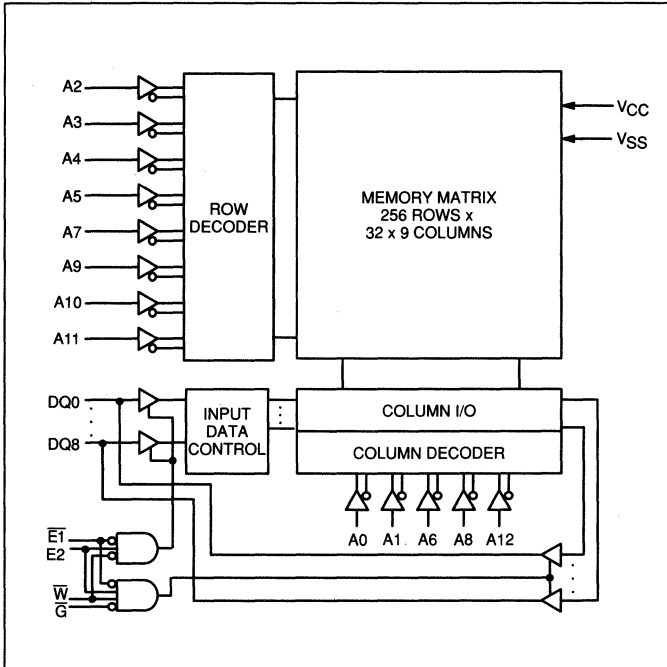 A2
A3
A4
A5
A7
A9
A10
A11
ROW
DECODER
MEMORY MATRIX
256 ROWS x
32 x 9 COLUMNS
VCC
VSS
DQ0
DQ8
INPUT
DATA
CONTROL
COLUMN I/O
COLUMN DECODER
A0 A1 A6 A8 A12
E1
E2
W
G